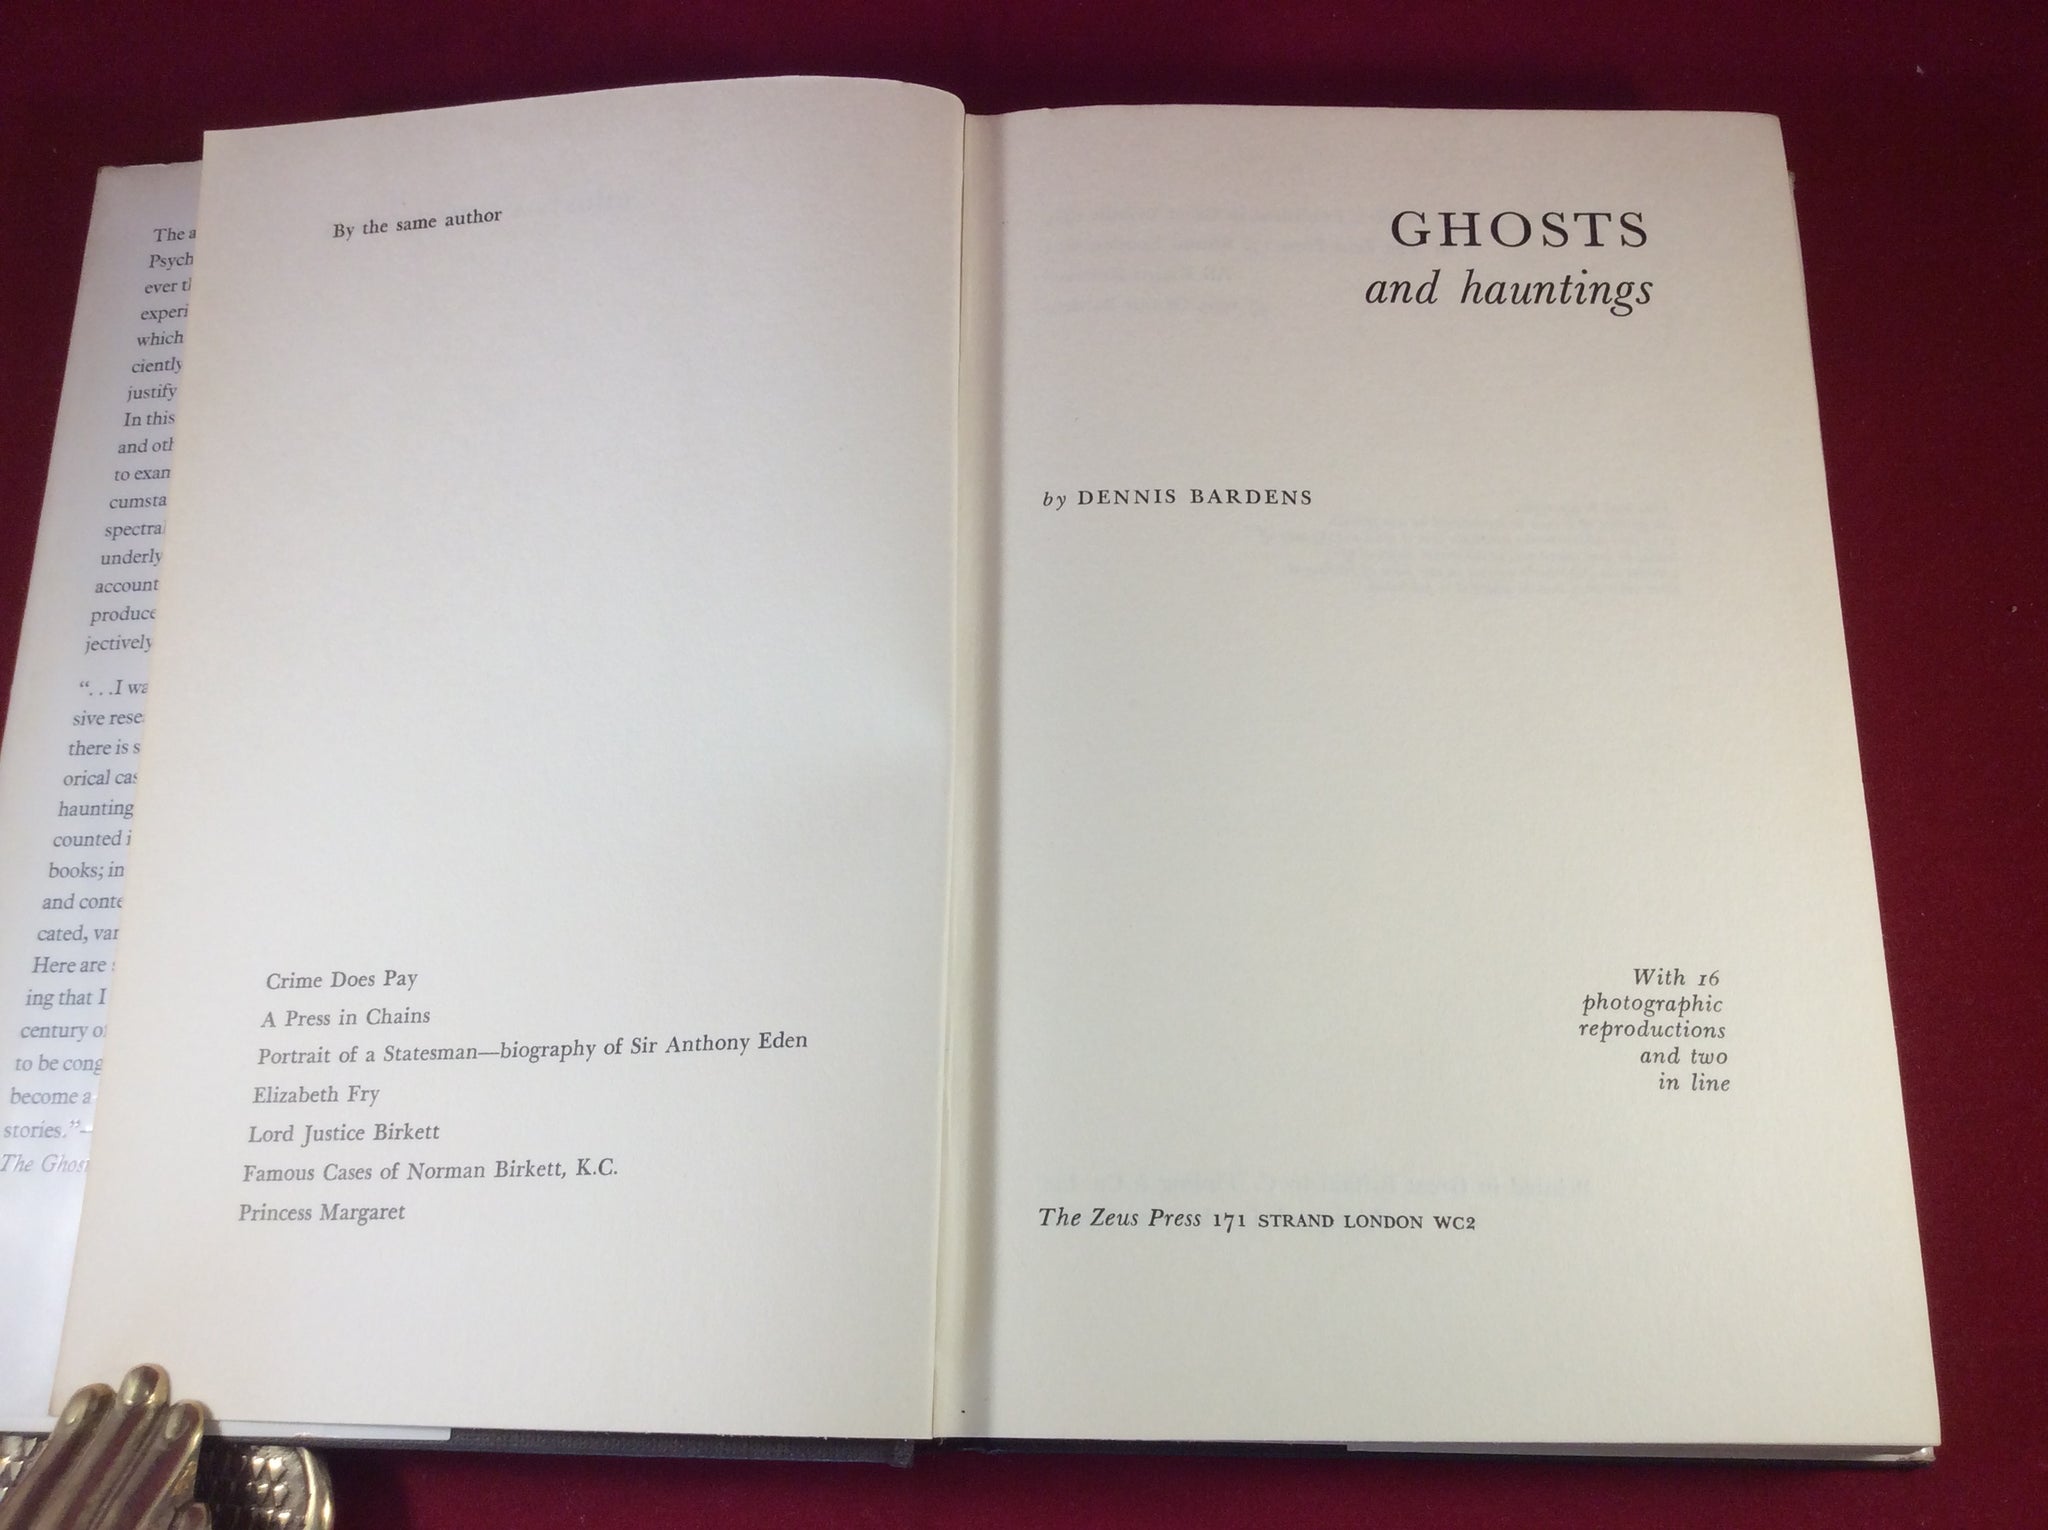 The a
Psych
ever th
experi
which
ciently
justify
In this
and oth
to exan
cumsta
spectral
underly
account
produce
jectively
“...I wa
sive rese
there is s
orical cas
haunting
counted i
books; in
and conte
cated, var
Here are
ing that I
century o
to be cong
become a
stories.”—
The Ghos
By the same author
Crime Does Pay
A Press in Chains
Portrait of a Statesman—biography of Sir Anthony Eden
Elizabeth Fry
Lord Justice Birkett
Famous Cases of Norman Birkett, K.C.
Princess Margaret
GHOSTS
and hauntings
by DENNIS BARDENS
With 16
photographic
reproductions
and two
in line
The Zeus Press 171 STRAND LONDON WC2